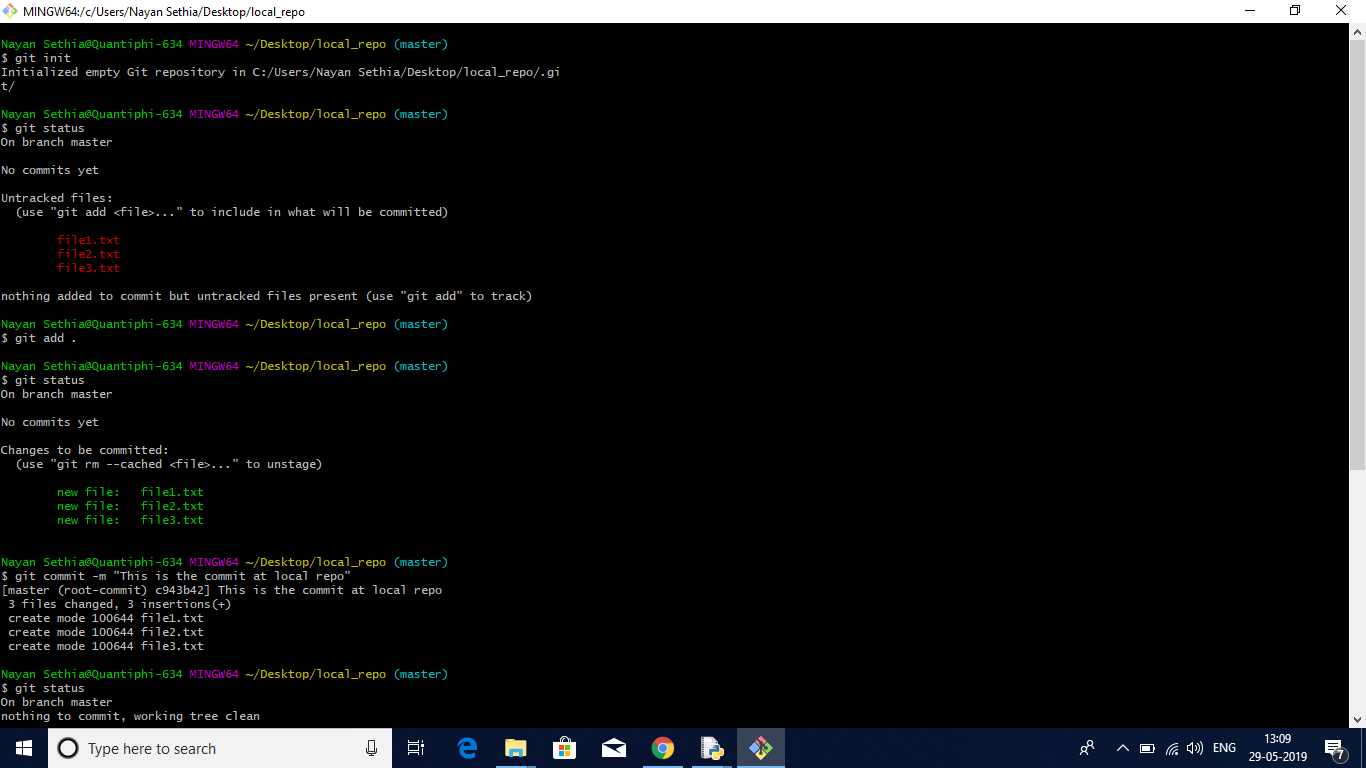 MINGW64:/c/Users/Nayan Sethia/Desktop/local_repo
Nayan Sethia@Quantiphi-634 MINGW64 ~/Desktop/local_repo (master)
$ git init
Initialized empty Git repository in C:/Users/Nayan Sethia/Desktop/local_repo/.gi
t/
Nayan Sethia@Quantiphi-634 MINGW64 ~/Desktop/local_repo (master)
$ git status
On branch master
No commits yet
Untracked files:
(use "git add <file>..." to include in what will be committed)
file1.txt
file2.txt
file3.txt
nothing added to commit but untracked files present (use "git add" to track)
Nayan Sethia@Quantiphi-634 MINGW64 ~/Desktop/local_repo (master)
$ git add .
Nayan Sethia@Quantiphi-634 MINGW64 ~/Desktop/local_repo (master)
$ git status
On branch master
No commits yet
Changes to be committed:
(use "git rm --cached <file>..." to unstage)
new file:   file1.txt
new file:   file2.txt
new file:   file3.txt
Nayan Sethia@Quantiphi-634 MINGW64 ~/Desktop/local_repo (master)
$ git commit -m "This is the commit at local repo"
[master (root-commit) c943b42] This is the commit at local repo
3 files changed, 3 insertions(+)
create mode 100644 file1.txt
create mode 100644 file2.txt
create mode 100644 file3.txt
Nayan Sethia@Quantiphi-634 MINGW64 ~/Desktop/local_repo (master)
$ git status
On branch master
nothing to commit, working tree clean
Type here to search
ENG
13:09
29-05-2019
7